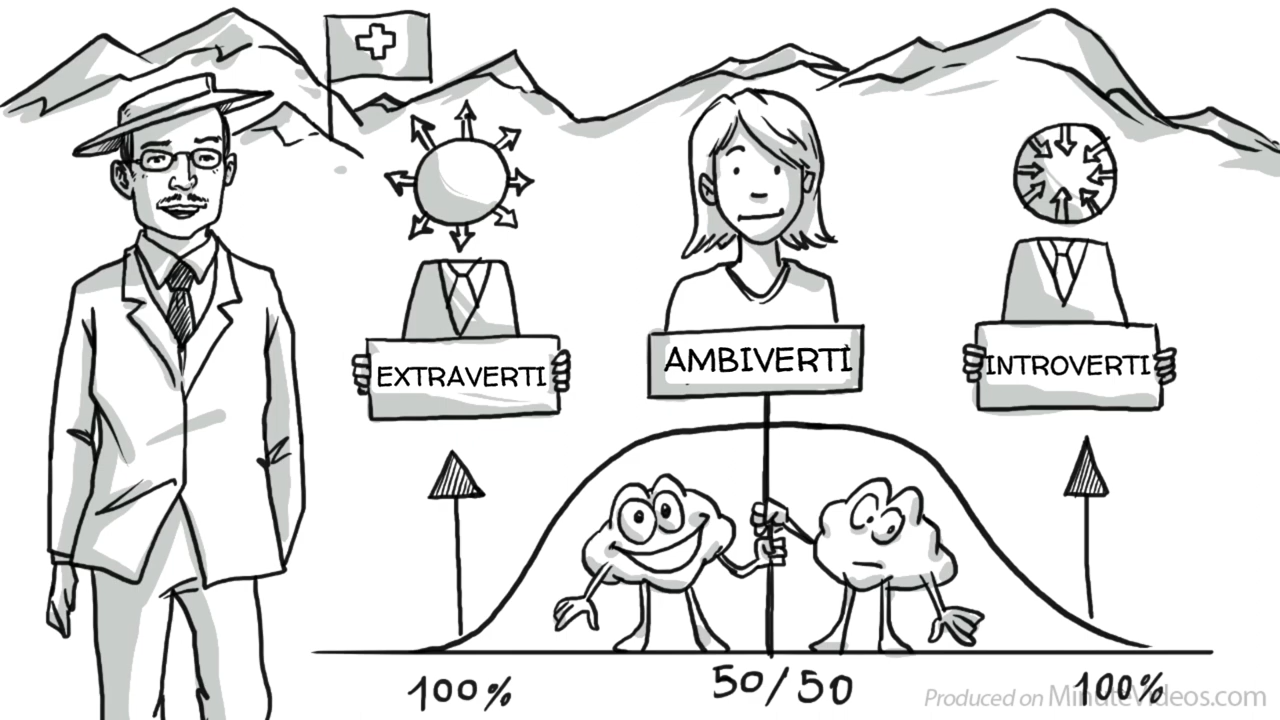 EXTRAVERTI
AMBIVERTI
INTROVERTI
100%
50/50
100%
Produced on MinuteVideos.com